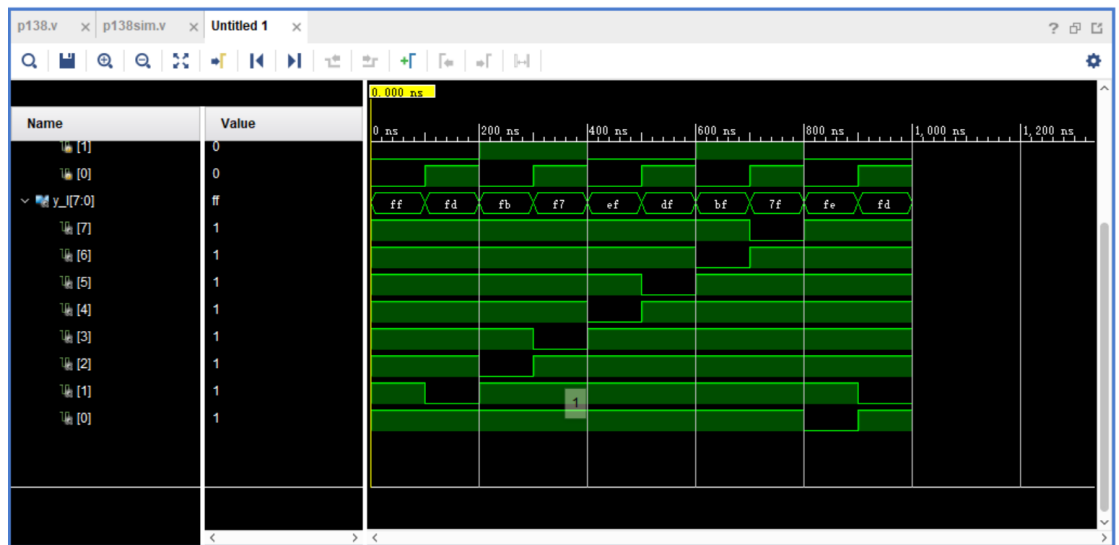 p138.v × p138sim.v × Untitled 1 ×
?
0.000 ns
Name Value
0 ns 200 ns 400 ns 600 ns 800 ns 1,000 ns 1,200 ns
[1] 0
[0] 0
y_l[7:0] ff ff fd fb f7 ef df bf 7f fe fd
[7] 1
[6] 1
[5] 1
[4] 1
[3] 1
[2] 1
[1] 1
1
[0] 1